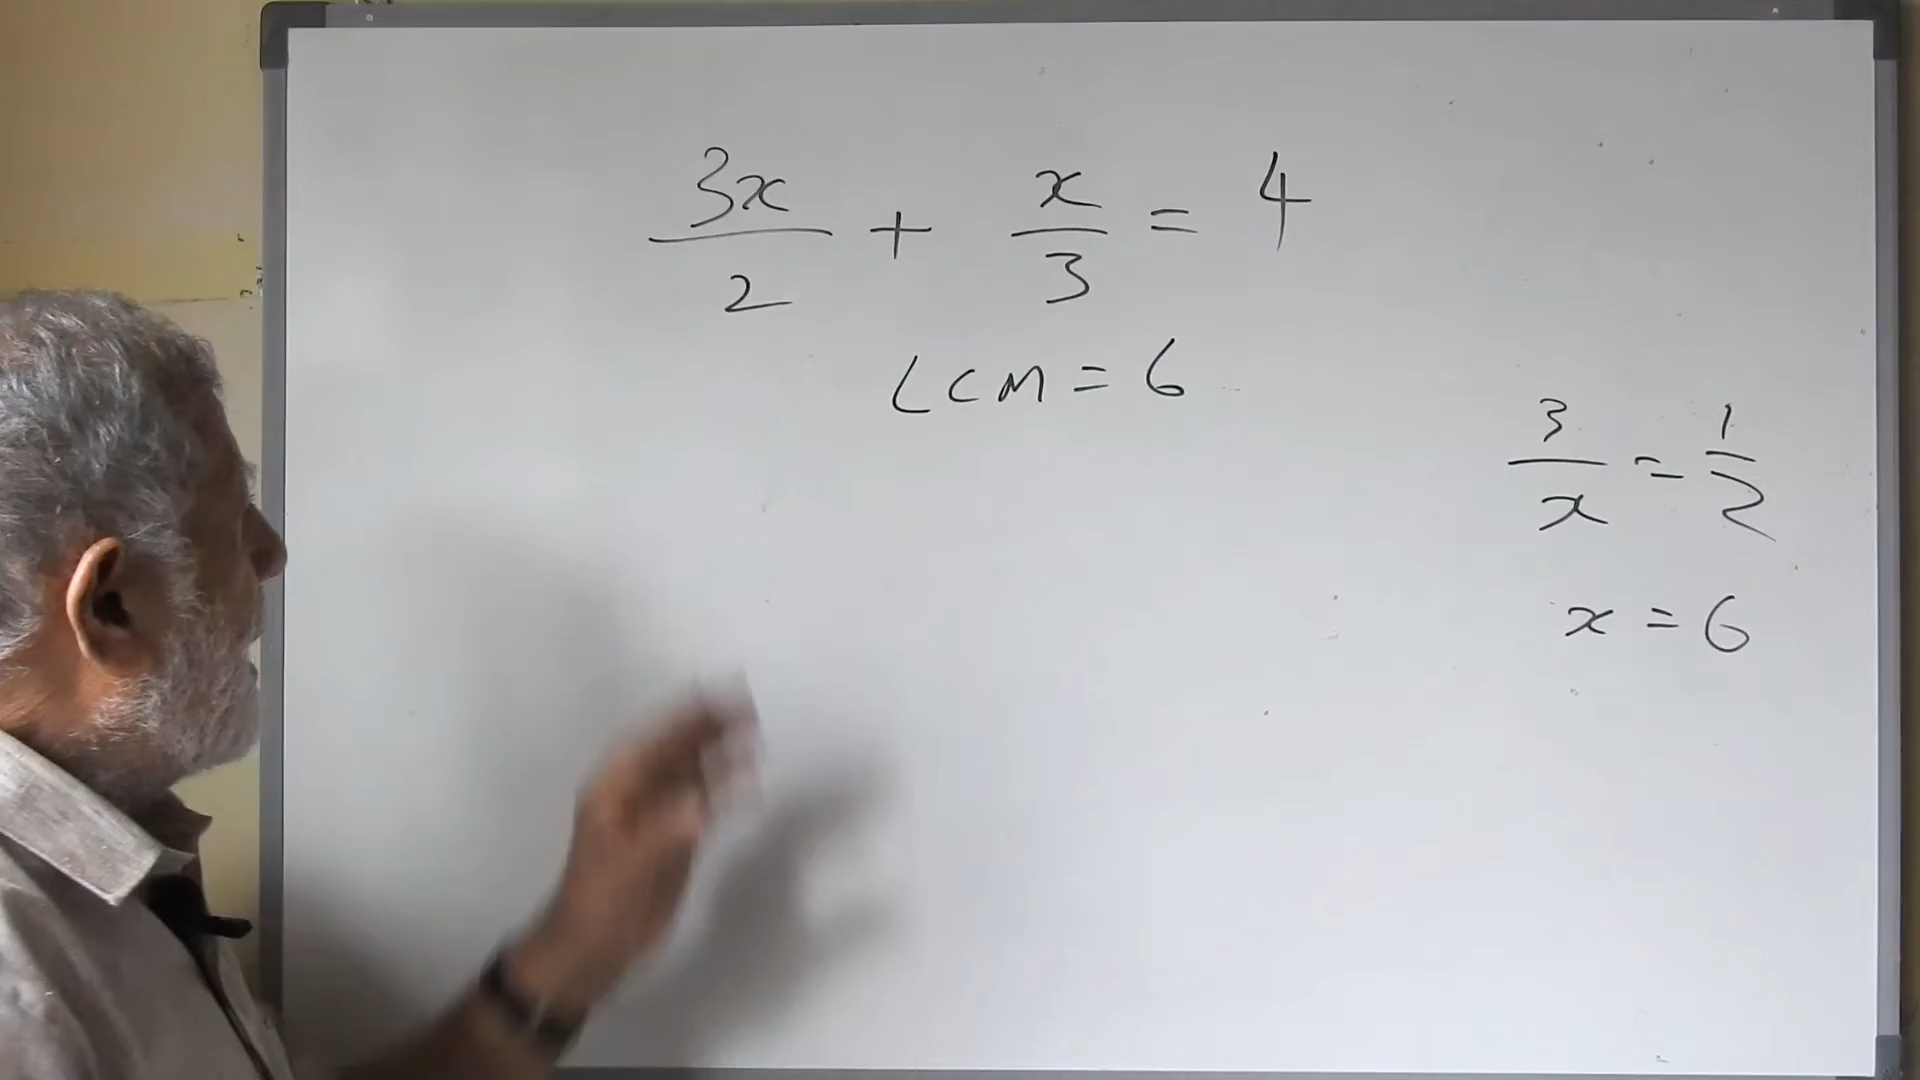 3x/2 + x/3 = 4
LCM = 6
3/x = 1/2
x = 6